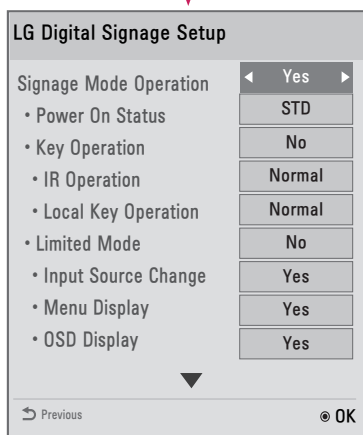 LG Digital Signage Setup
Signage Mode Operation Yes
• Power On Status STD
• Key Operation No
• IR Operation Normal
• Local Key Operation Normal
• Limited Mode No
• Input Source Change Yes
• Menu Display Yes
• OSD Display Yes
Previous OK